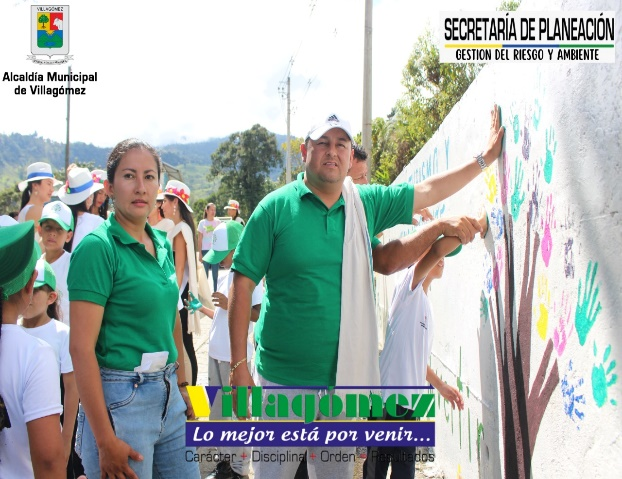 VILLAGÓMEZ
Alcaldía Municipal
de Villagómez
SECRETARÍA DE PLANEACIÓN
GESTION DEL RIESGO Y AMBIENTE
Villagómez
Lo mejor está por venir...
Carácter + Disciplina + Orden = Resultados